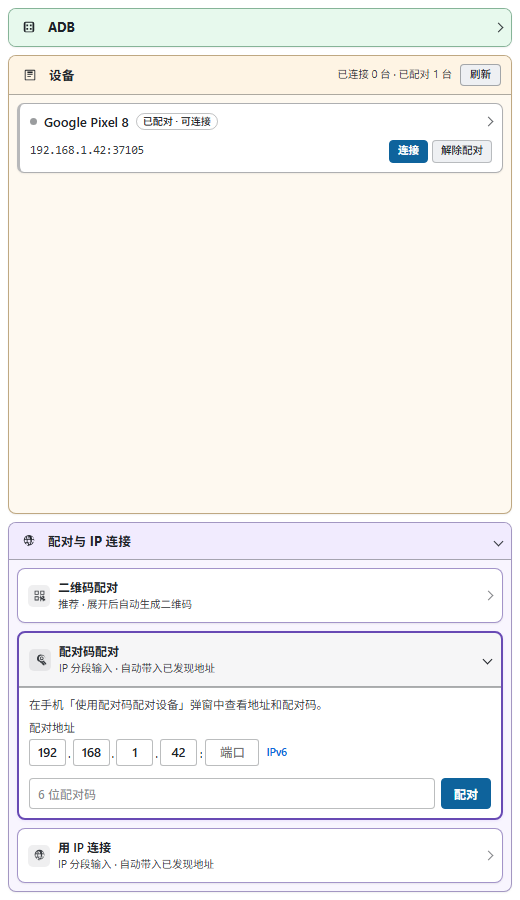 ADB
设备
已连接 0 台 · 已配对 1 台
刷新
Google Pixel 8
已配对 · 可连接
192.168.1.42:37105
连接
解除配对
配对与 IP 连接
二维码配对
推荐 · 展开后自动生成二维码
配对码配对
IP 分段输入 · 自动带入已发现地址
在手机「使用配对码配对设备」弹窗中查看地址和配对码。
配对地址
192 . 168 . 1 . 42 : 端口 IPv6
6 位配对码
配对
用 IP 连接
IP 分段输入 · 自动带入已发现地址